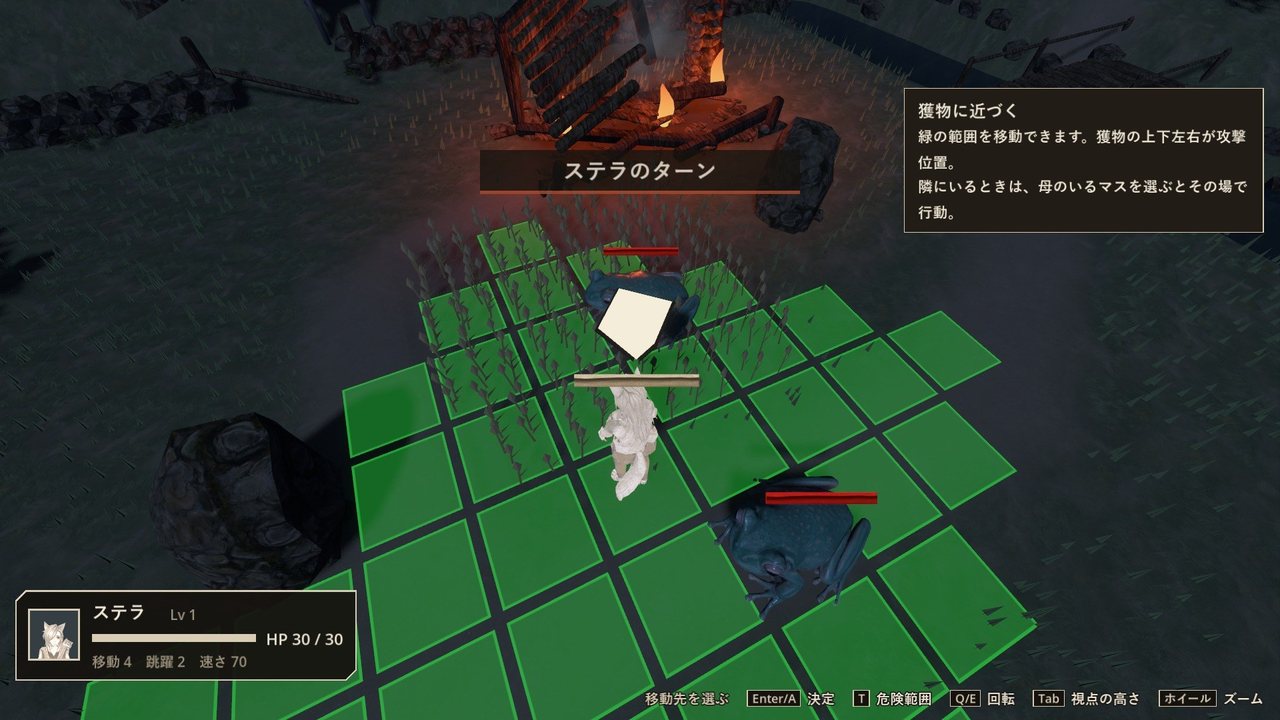 獲物に近づく
緑の範囲を移動できます。獲物の上下左右が攻撃
位置。
隣にいるときは、母のいるマスを選ぶとその場で
行動。
ステラのターン
ステラ Lv 1
HP 30 / 30
移動 4 跳躍 2 速さ 70
移動先を選ぶ Enter/A 決定 T 危険範囲 Q/E 回転 Tab 視点の高さ ホイール ズーム